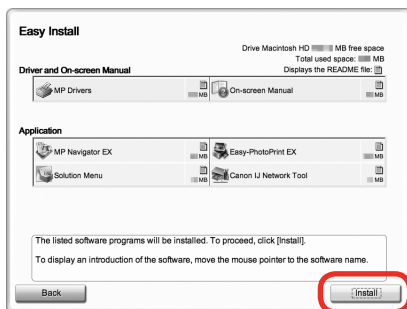 Easy Install
Drive Macintosh HD MB free space
Total used space: MB
Driver and On-screen Manual Displays the README file:
MP Drivers MB On-screen Manual MB
Application
MP Navigator EX MB Easy-PhotoPrint EX MB
Solution Menu MB Canon IJ Network Tool MB
The listed software programs will be installed. To proceed, click [Install].
To display an introduction of the software, move the mouse pointer to the software name.
Back Install